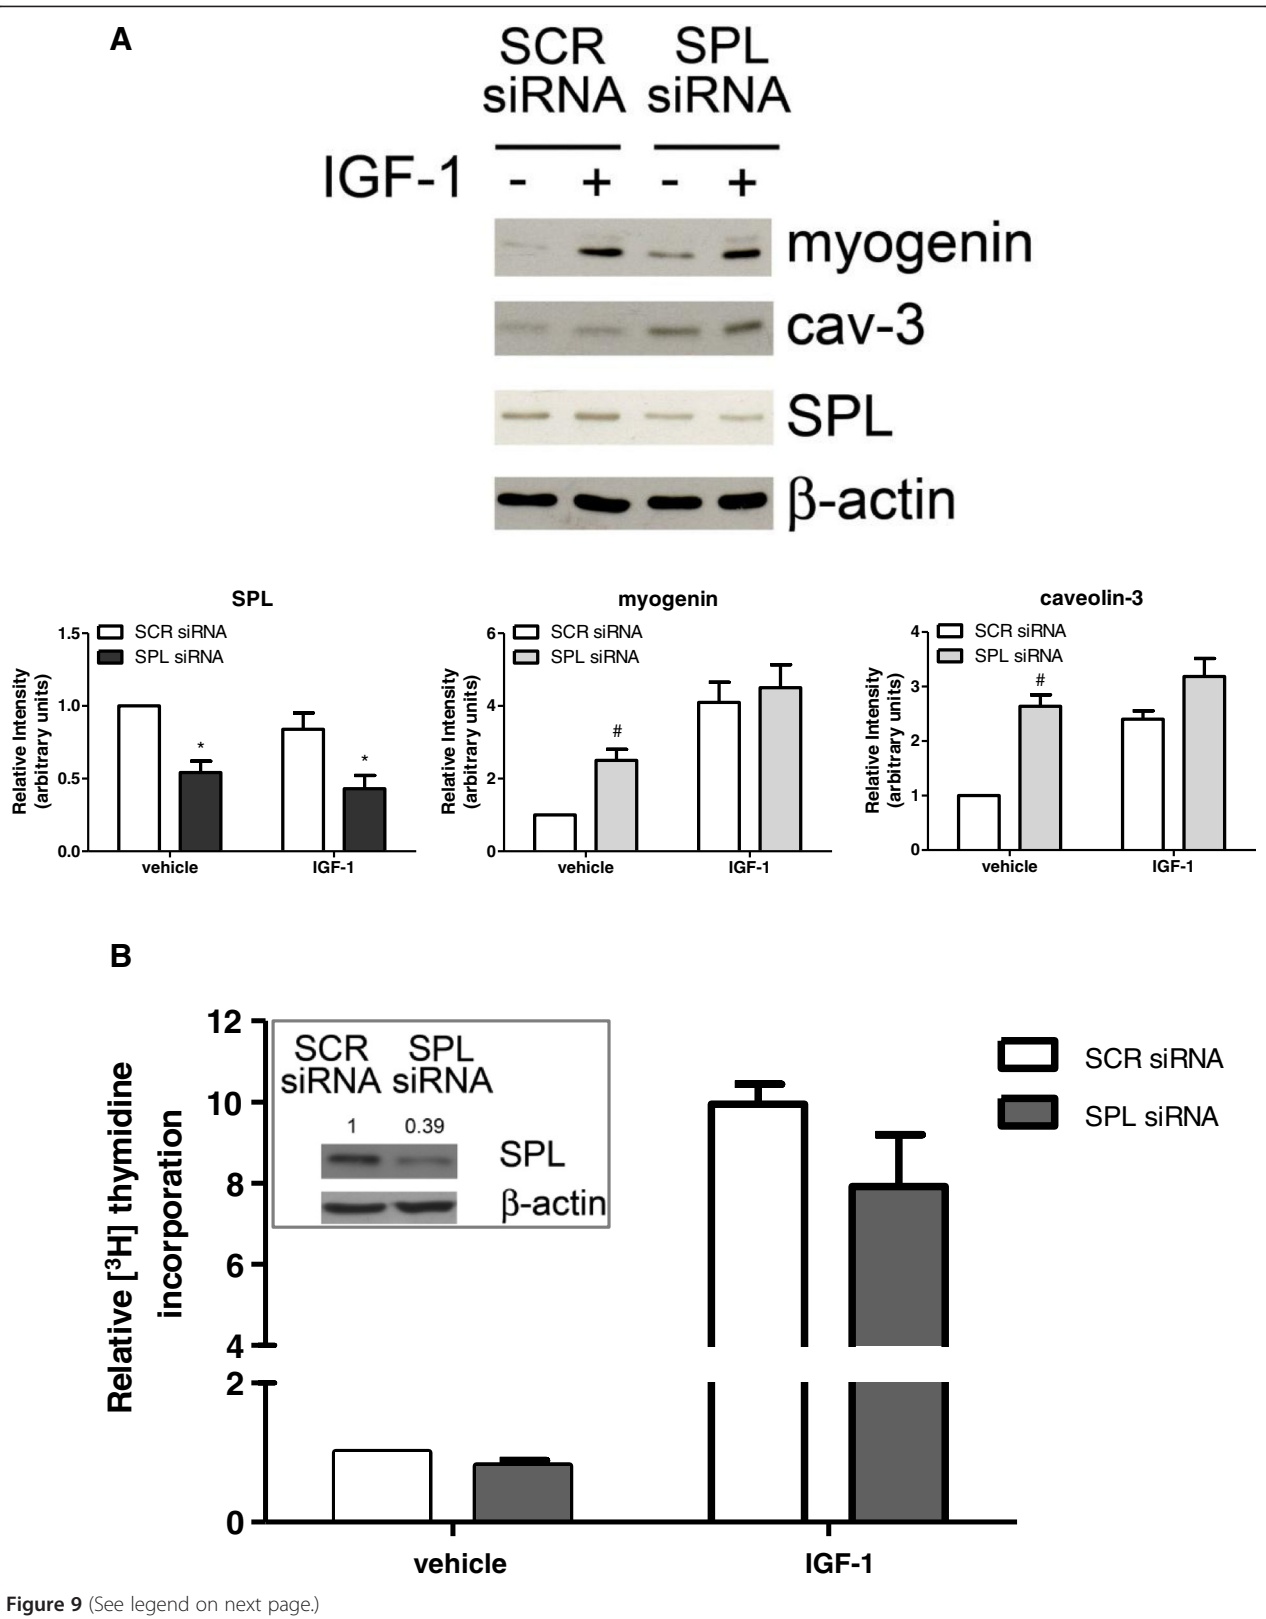 A
SCR SPL
siRNA siRNA
IGF-1 - + - +
myogenin
cav-3
SPL
β-actin
SPL
SCR siRNA
SPL siRNA
Relative Intensity
(arbitrary units)
1.5
1.0
0.5
0.0
* *
vehicle IGF-1
myogenin
SCR siRNA
SPL siRNA
Relative Intensity
(arbitrary units)
6
4
2
0
#
vehicle IGF-1
caveolin-3
SCR siRNA
SPL siRNA
Relative Intensity
(arbitrary units)
4
3
2
1
0
#
vehicle IGF-1
B
Relative [³H] thymidine
incorporation
12
10
8
6
4
2
0
SCR SPL
siRNA siRNA
1 0.39
SPL
β-actin
SCR siRNA
SPL siRNA
vehicle IGF-1
Figure 9 (See legend on next page.)